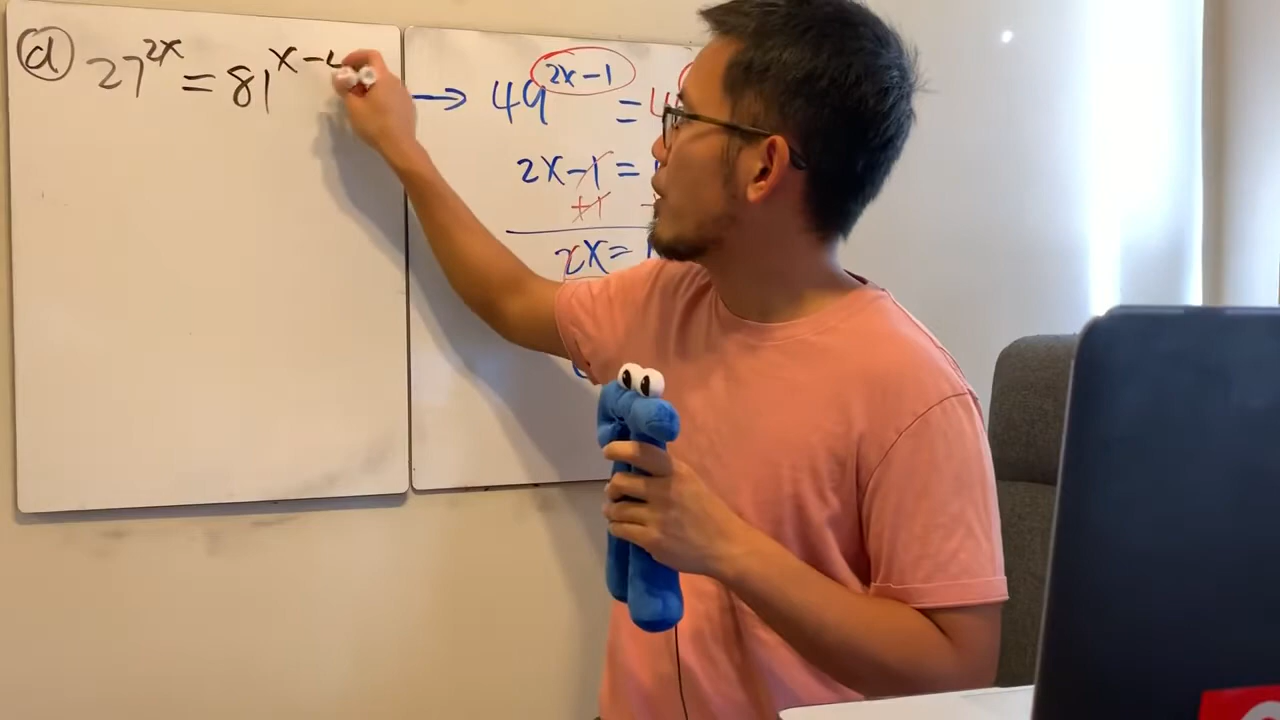 (a) 27^2x = 81^x-4
→ 49^2x-1 = 4
2x-1 =
+1
2x =